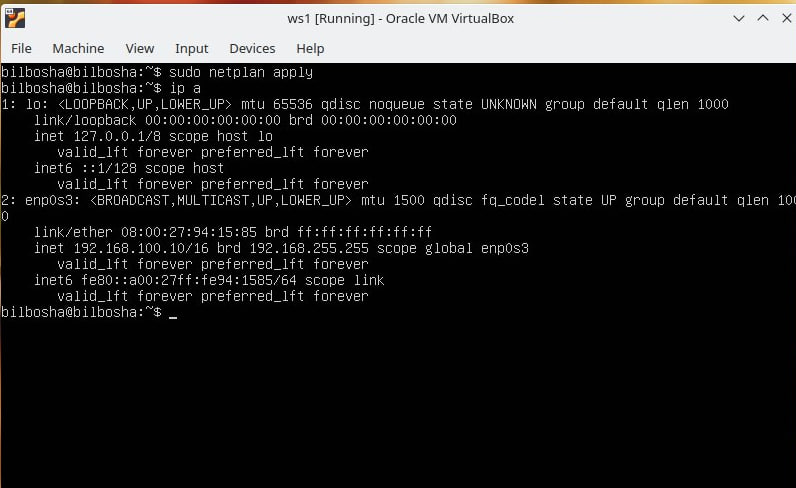 ws1 [Running] - Oracle VM VirtualBox
File Machine View Input Devices Help
bilbosha@bilbosha:~$ sudo netplan apply
bilbosha@bilbosha:~$ ip a
1: lo: <LOOPBACK,UP,LOWER_UP> mtu 65536 qdisc noqueue state UNKNOWN group default qlen 1000
    link/loopback 00:00:00:00:00:00 brd 00:00:00:00:00:00
    inet 127.0.0.1/8 scope host lo
       valid_lft forever preferred_lft forever
    inet6 ::1/128 scope host
       valid_lft forever preferred_lft forever
2: enp0s3: <BROADCAST,MULTICAST,UP,LOWER_UP> mtu 1500 qdisc fq_codel state UP group default qlen 100
0
    link/ether 08:00:27:94:15:85 brd ff:ff:ff:ff:ff:ff
    inet 192.168.100.10/16 brd 192.168.255.255 scope global enp0s3
       valid_lft forever preferred_lft forever
    inet6 fe80::a00:27ff:fe94:1585/64 scope link
       valid_lft forever preferred_lft forever
bilbosha@bilbosha:~$ _